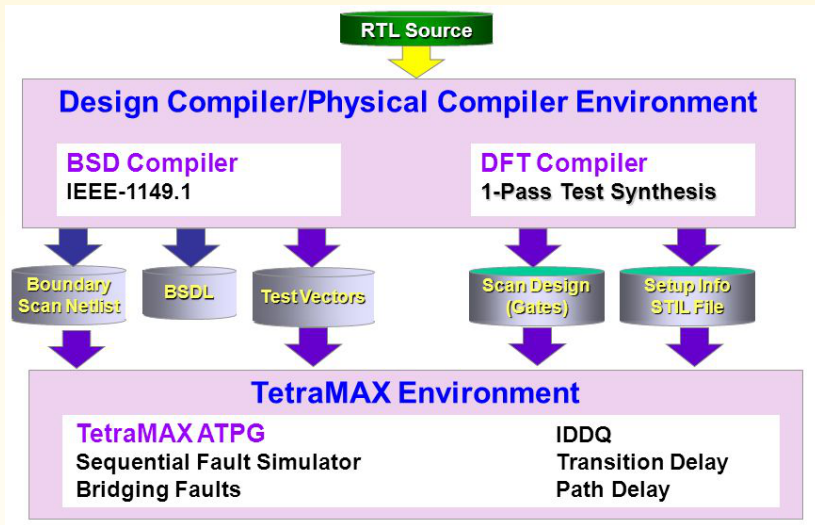 RTL Source
Design Compiler/Physical Compiler Environment
BSD Compiler
IEEE-1149.1
DFT Compiler
1-Pass Test Synthesis
Boundary
Scan Netlist
BSDL
Test Vectors
Scan Design
(Gates)
Setup Info
STIL File
TetraMAX Environment
TetraMAX ATPG
Sequential Fault Simulator
Bridging Faults
IDDQ
Transition Delay
Path Delay